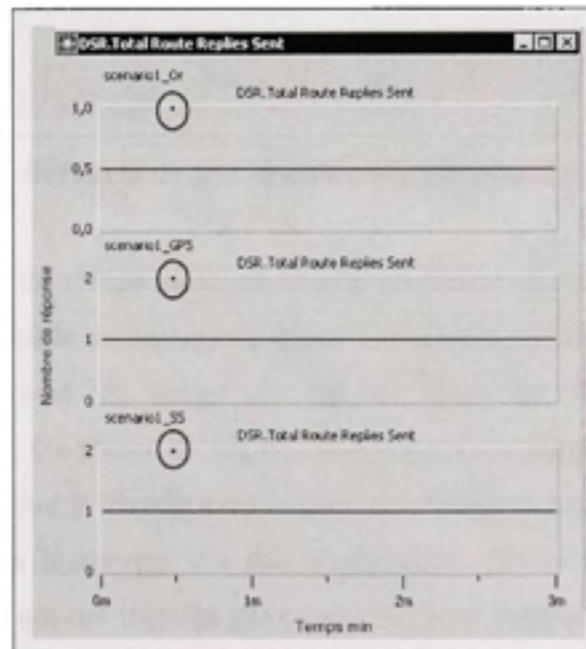 DSR.Total Route Replies Sent
scenario1_Or
DSR.Total Route Replies Sent
1,0
0,5
0,0
scenario1_GPS
DSR.Total Route Replies Sent
2
1
0
scenario1_SS
DSR.Total Route Replies Sent
2
1
0
Nombre de réponse
0m 1m 2m 3m
Temps min